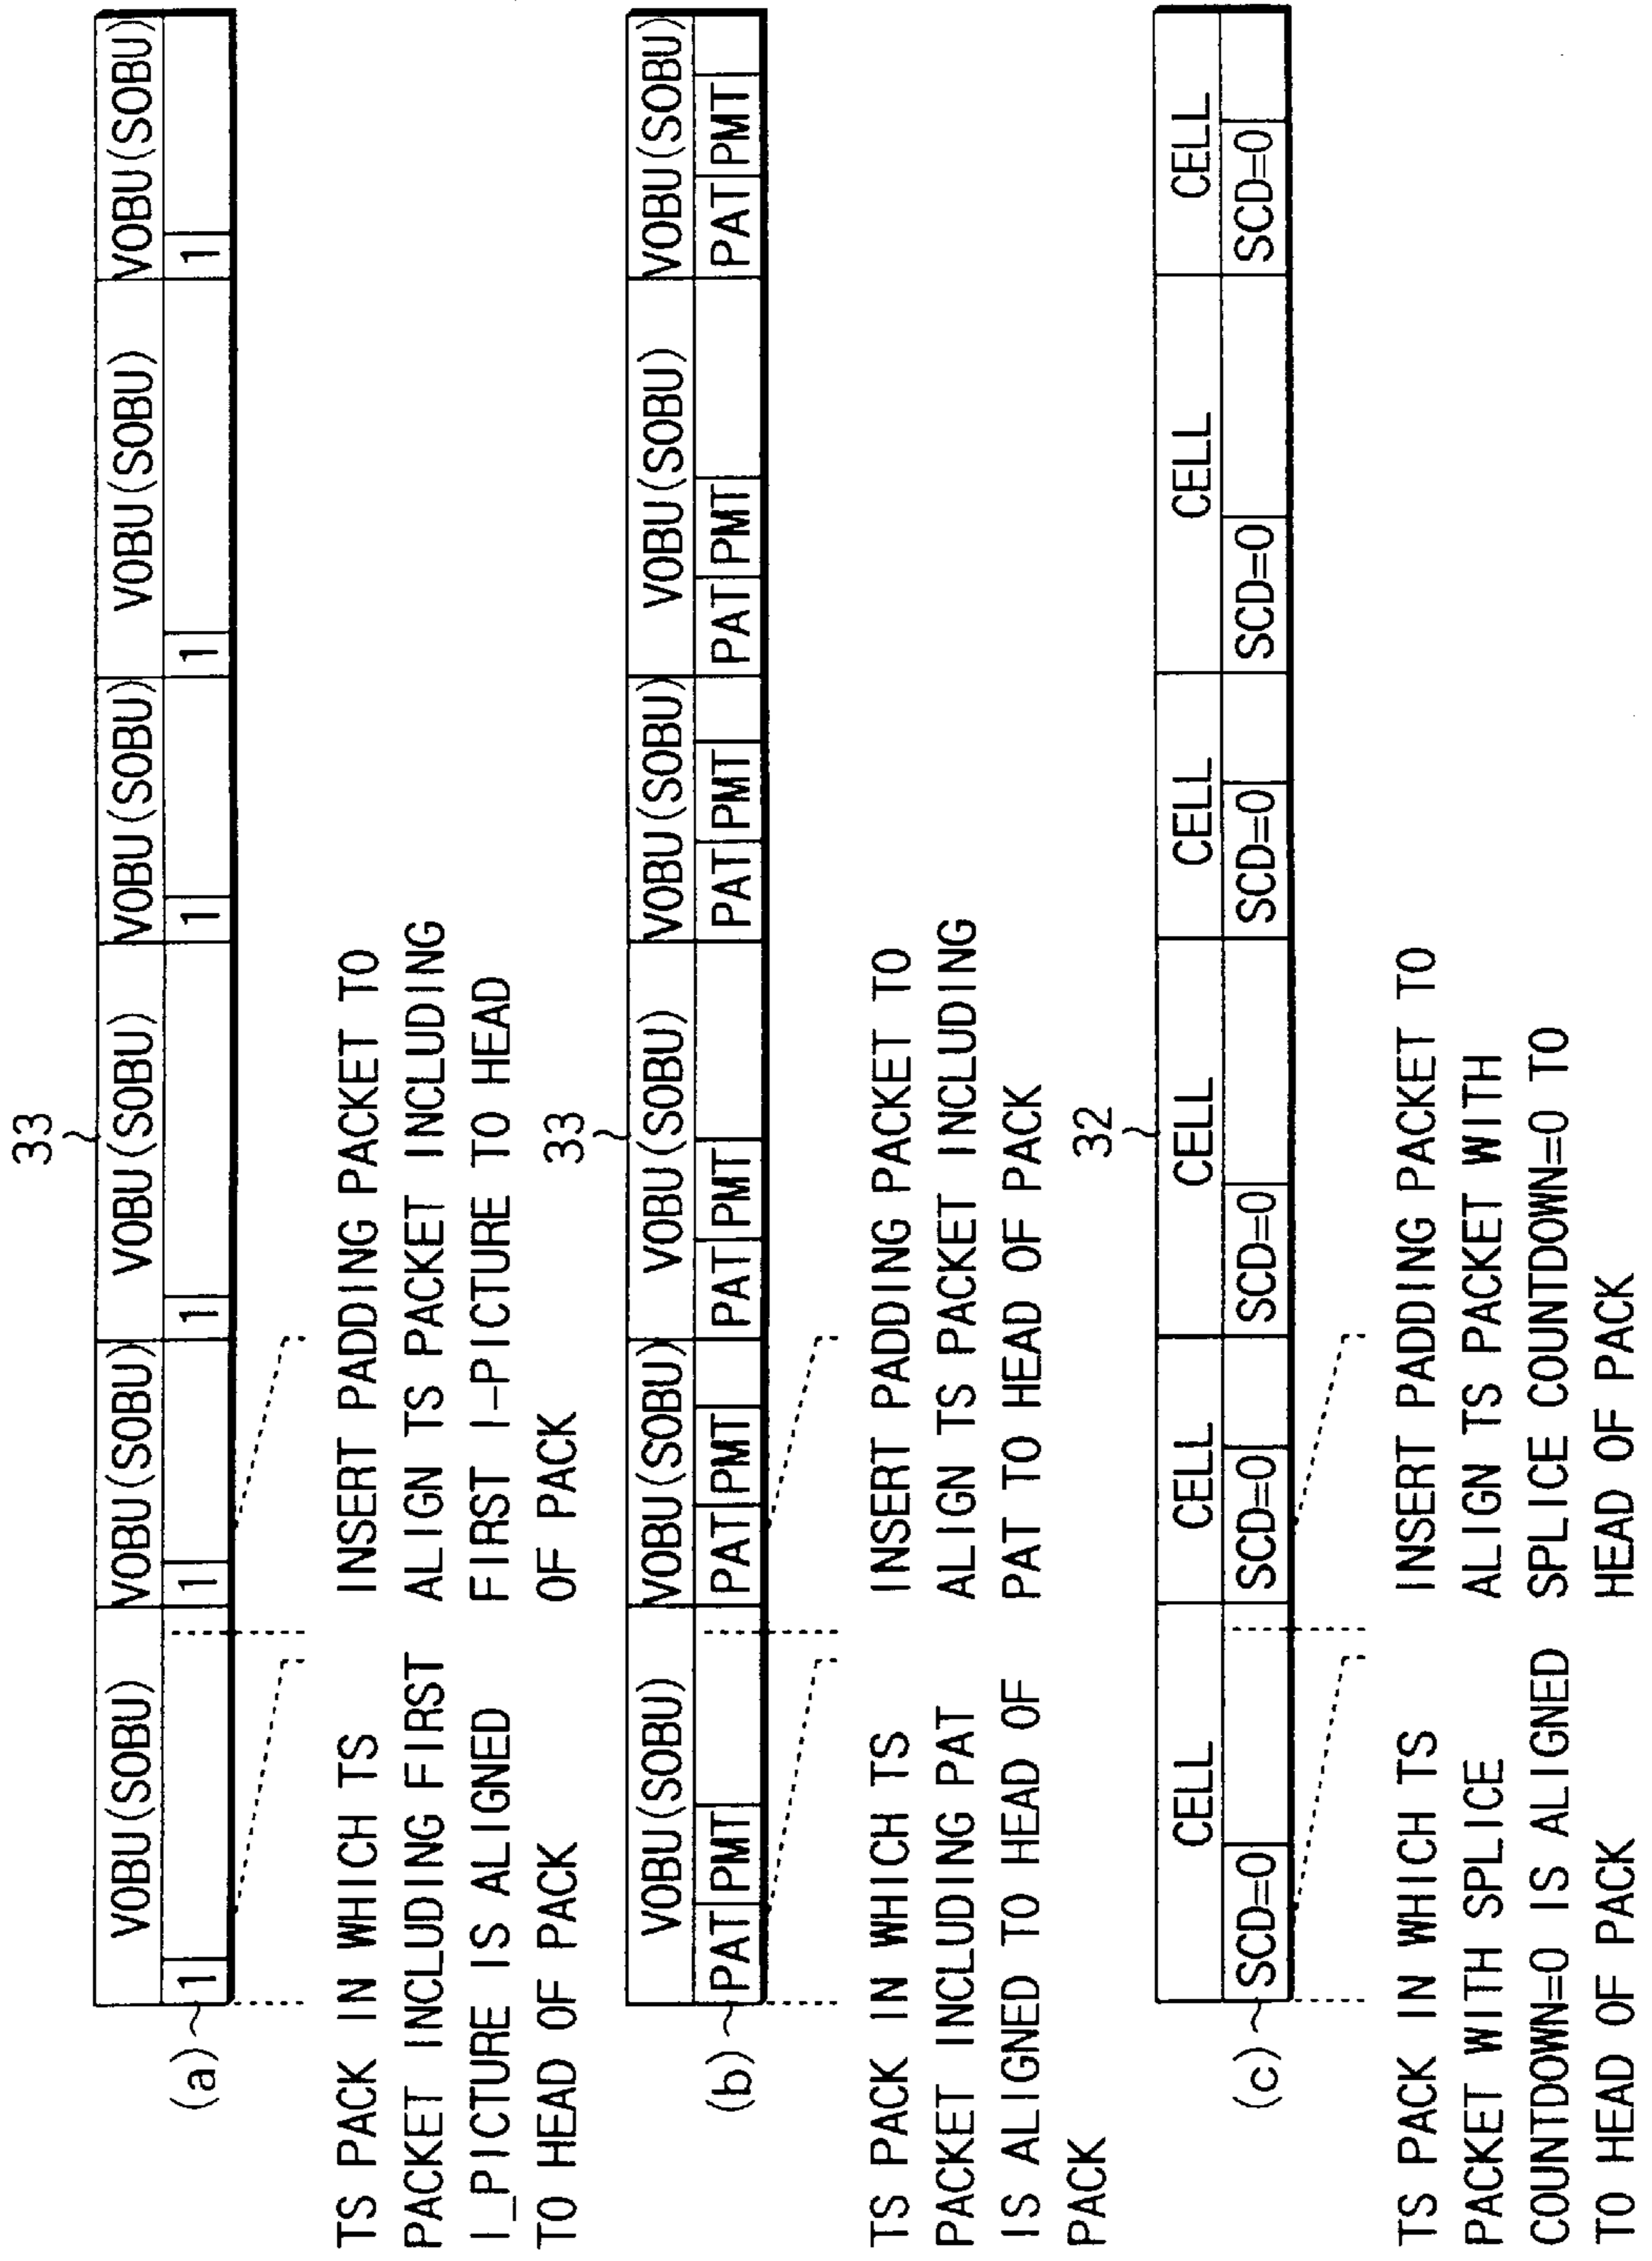 33
VOBU(SOBU) VOBU(SOBU) VOBU(SOBU) VOBU(SOBU) VOBU(SOBU) VOBU(SOBU)
(a) 1 1 1 1 1 1
TS PACK IN WHICH TS
PACKET INCLUDING FIRST
I_PICTURE IS ALIGNED
TO HEAD OF PACK
INSERT PADDING PACKET TO
ALIGN TS PACKET INCLUDING
FIRST I-PICTURE TO HEAD
OF PACK
33
VOBU(SOBU) VOBU(SOBU) VOBU(SOBU) VOBU(SOBU) VOBU(SOBU) VOBU(SOBU)
(b) PAT PMT PAT PMT PAT PMT PAT PMT PAT PMT PAT PMT
TS PACK IN WHICH TS
PACKET INCLUDING PAT
IS ALIGNED TO HEAD OF
PACK
INSERT PADDING PACKET TO
ALIGN TS PACKET INCLUDING
PAT TO HEAD OF PACK
32
CELL CELL CELL CELL CELL CELL
(c) SCD=0 SCD=0 SCD=0 SCD=0 SCD=0 SCD=0
TS PACK IN WHICH TS
PACKET WITH SPLICE
COUNTDOWN=0 IS ALIGNED
TO HEAD OF PACK
INSERT PADDING PACKET TO
ALIGN TS PACKET WITH
SPLICE COUNTDOWN=0 TO
HEAD OF PACK